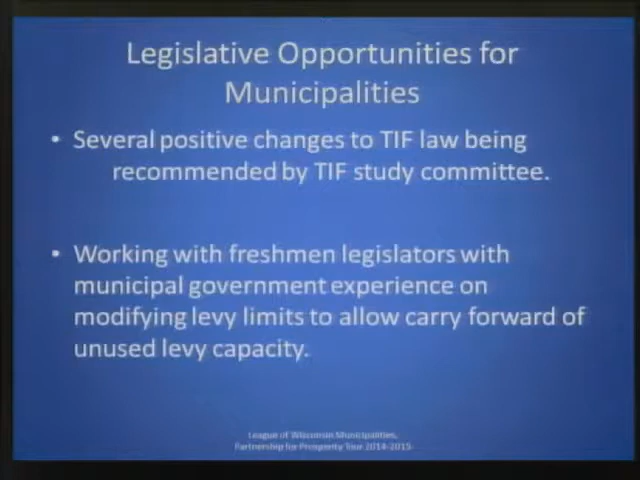 Legislative Opportunities for
Municipalities
• Several positive changes to TIF law being
recommended by TIF study committee.
• Working with freshmen legislators with
municipal government experience on
modifying levy limits to allow carry forward of
unused levy capacity.
League of Wisconsin Municipalities,
Partnership for Prosperity Tour 2014-2015